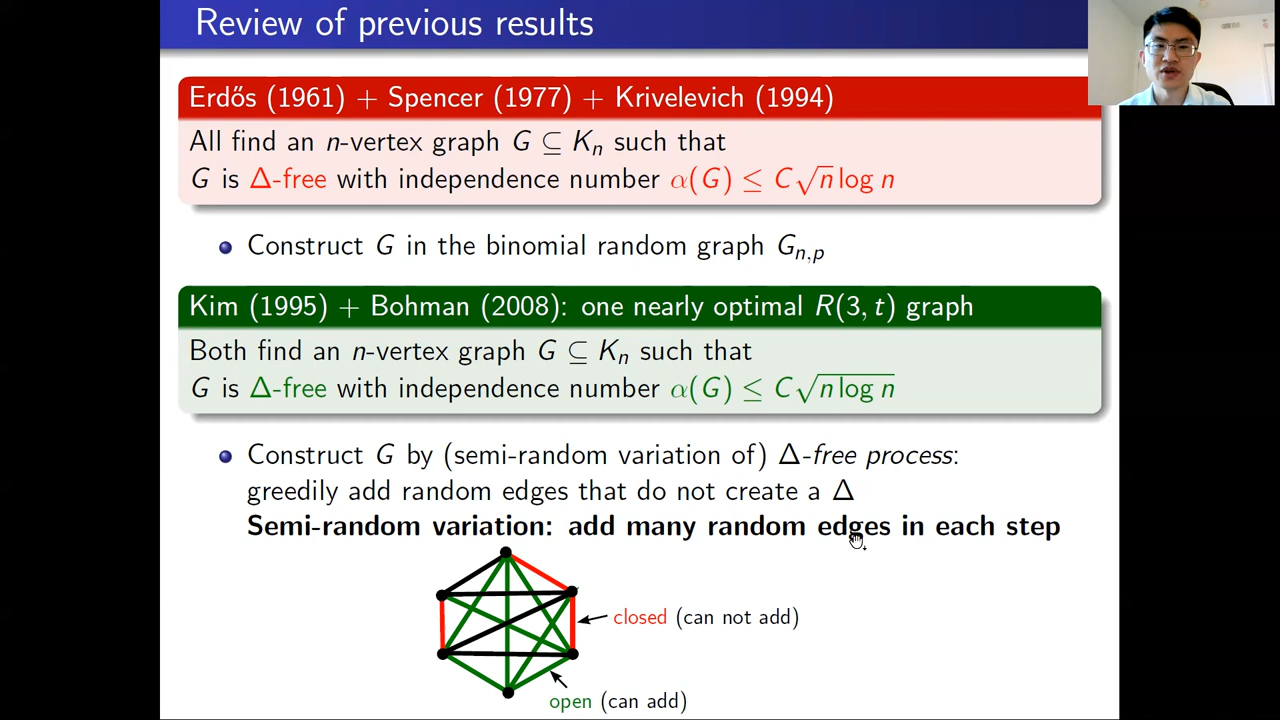 Review of previous results
Erdős (1961) + Spencer (1977) + Krivelevich (1994)
All find an n-vertex graph G ⊆ Kₙ such that
G is Δ-free with independence number α(G) ≤ C√n log n
Construct G in the binomial random graph Gₙ,ₚ
Kim (1995) + Bohman (2008): one nearly optimal R(3, t) graph
Both find an n-vertex graph G ⊆ Kₙ such that
G is Δ-free with independence number α(G) ≤ C√(n log n)
Construct G by (semi-random variation of) Δ-free process:
greedily add random edges that do not create a Δ
Semi-random variation: add many random edges in each step
closed (can not add)
open (can add)